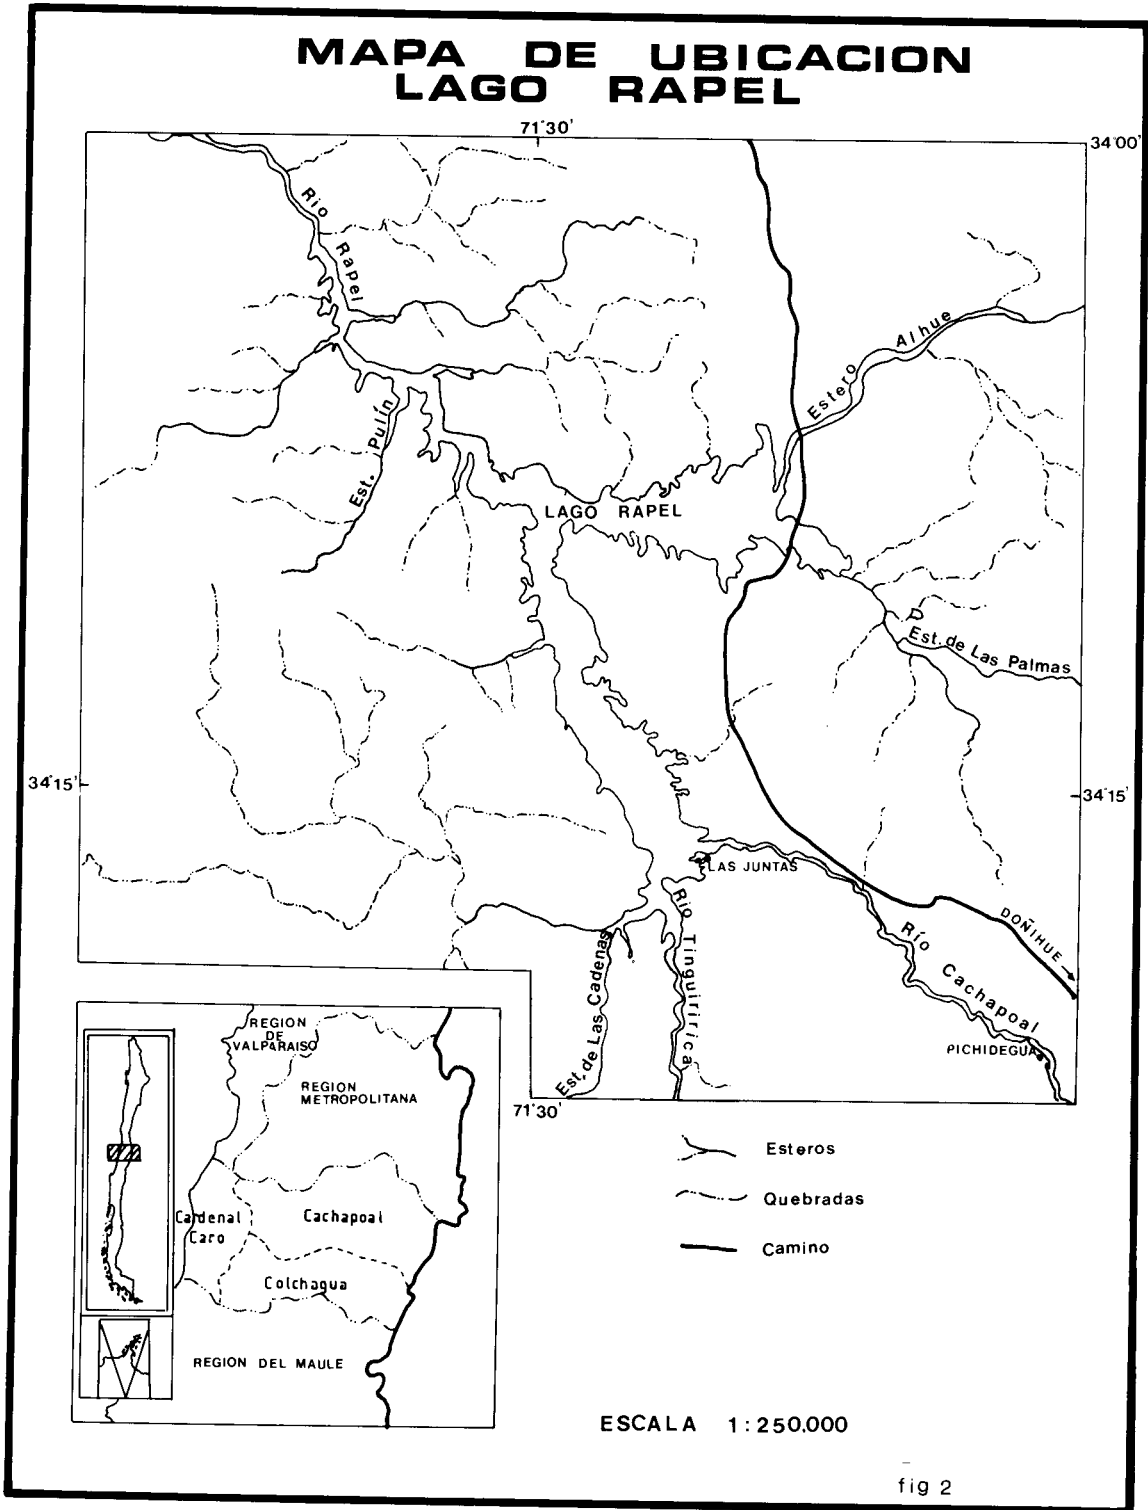 MAPA DE UBICACION
LAGO RAPEL
71°30'
34°00'
Río
Rapel
Estero Alhue
Est. Pulín
LAGO RAPEL
Est. de Las Palmas
34°15'
34°15'
LAS JUNTAS
Río Tinguiririca
Est. de Las Cadenas
Río
Cachapoal
DOÑIHUE
PICHIDEGUA
71°30'
REGION
DE
VALPARAISO
REGION
METROPOLITANA
Cardenal
Caro
Cachapoal
Colchagua
REGION DEL MAULE
Esteros
Quebradas
Camino
ESCALA 1:250.000
fig 2